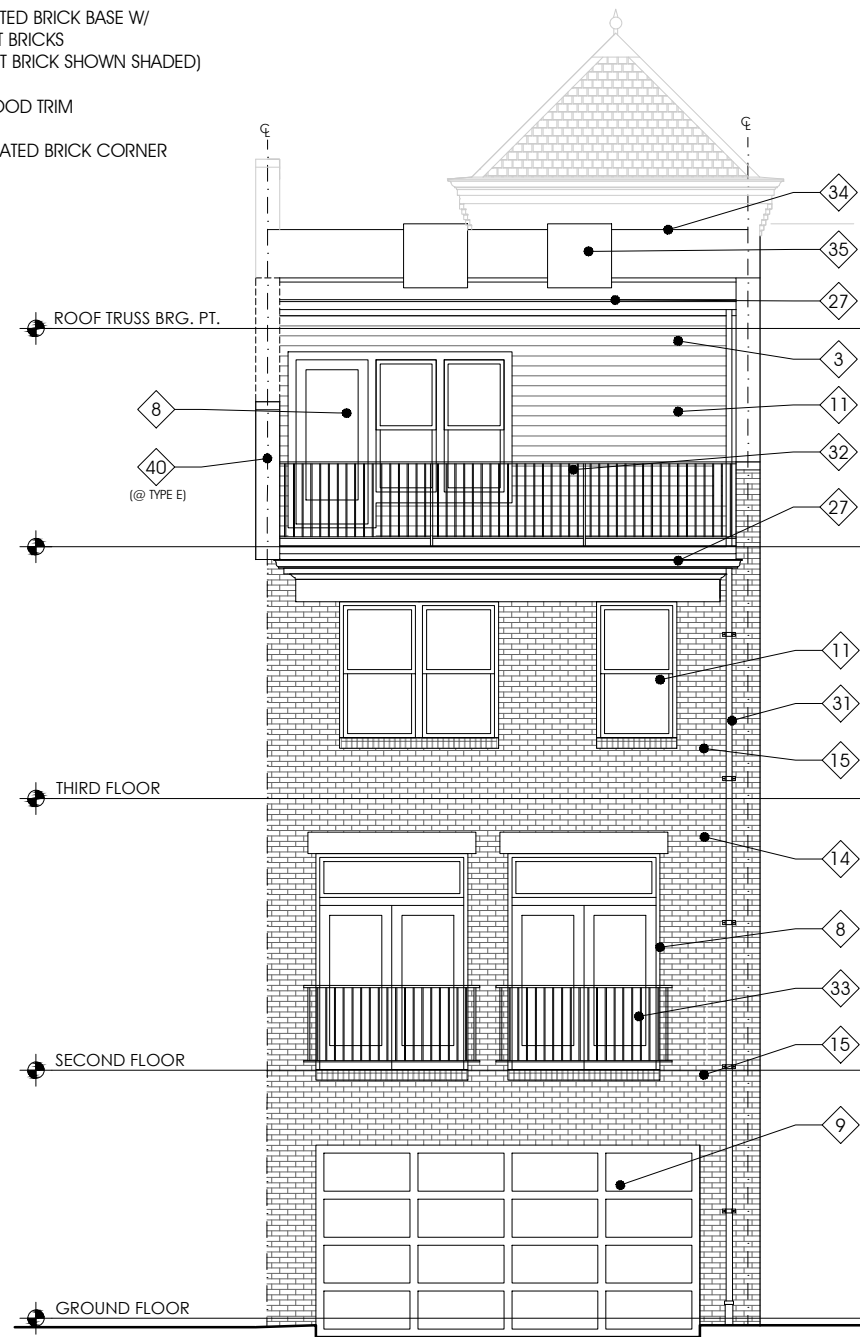 TED BRICK BASE W/
T BRICKS
T BRICK SHOWN SHADED)
OOD TRIM
ATED BRICK CORNER
℄
℄
34
35
27
ROOF TRUSS BRG. PT.
3
8
11
32
40
(@ TYPE E)
27
11
31
15
THIRD FLOOR
14
8
33
SECOND FLOOR
15
9
GROUND FLOOR